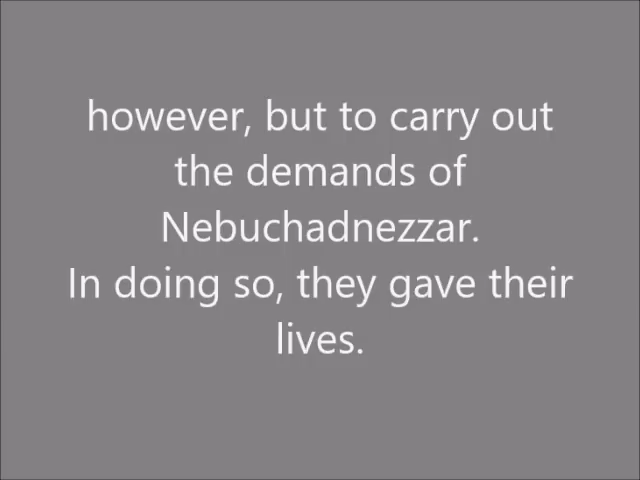 however, but to carry out
the demands of
Nebuchadnezzar.
In doing so, they gave their
lives.